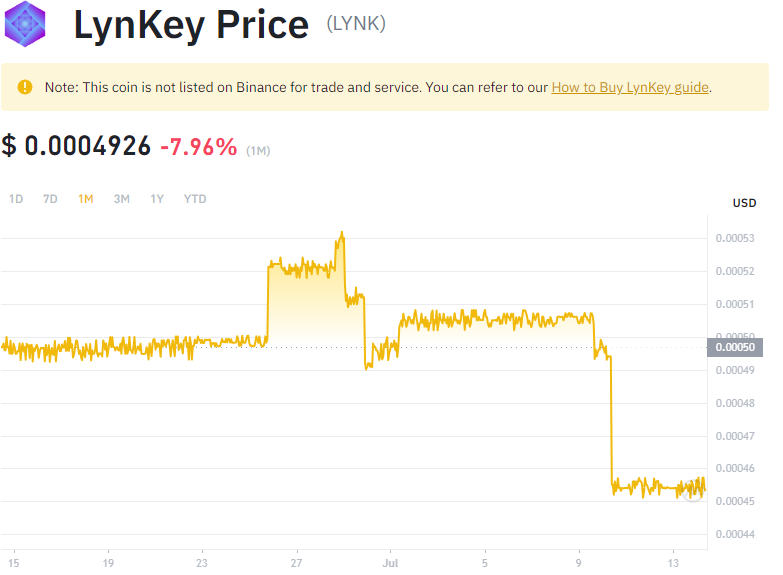 LynKey Price (LYNK)
Note: This coin is not listed on Binance for trade and service. You can refer to our How to Buy LynKey guide.
$ 0.0004926 -7.96% (1M)
1D 7D 1M 3M 1Y YTD
USD
0.00053
0.00052
0.00051
0.00050
0.00050
0.00049
0.00048
0.00047
0.00046
0.00045
0.00044
15 19 23 27 Jul 5 9 13